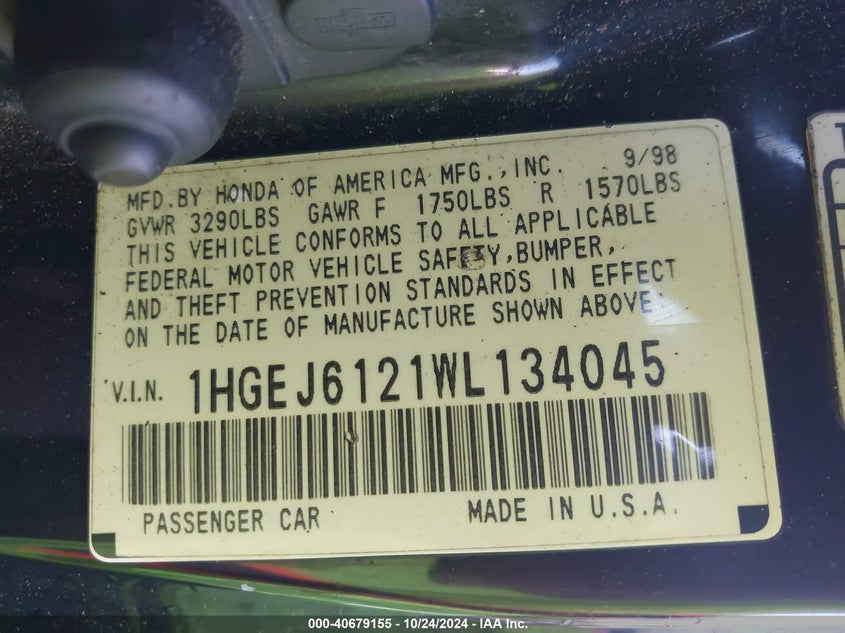 MFD.BY HONDA OF AMERICA MFG.,INC. 9/98
GVWR 3290LBS GAWR F 1750LBS R 1570LBS
THIS VEHICLE CONFORMS TO ALL APPLICABLE
FEDERAL MOTOR VEHICLE SAFETY,BUMPER,
AND THEFT PREVENTION STANDARDS IN EFFECT
ON THE DATE OF MANUFACTURE SHOWN ABOVE.
V.I.N. 1HGEJ6121WL134045
PASSENGER CAR MADE IN U.S.A.
000-40679155 - 10/24/2024 - IAA Inc.